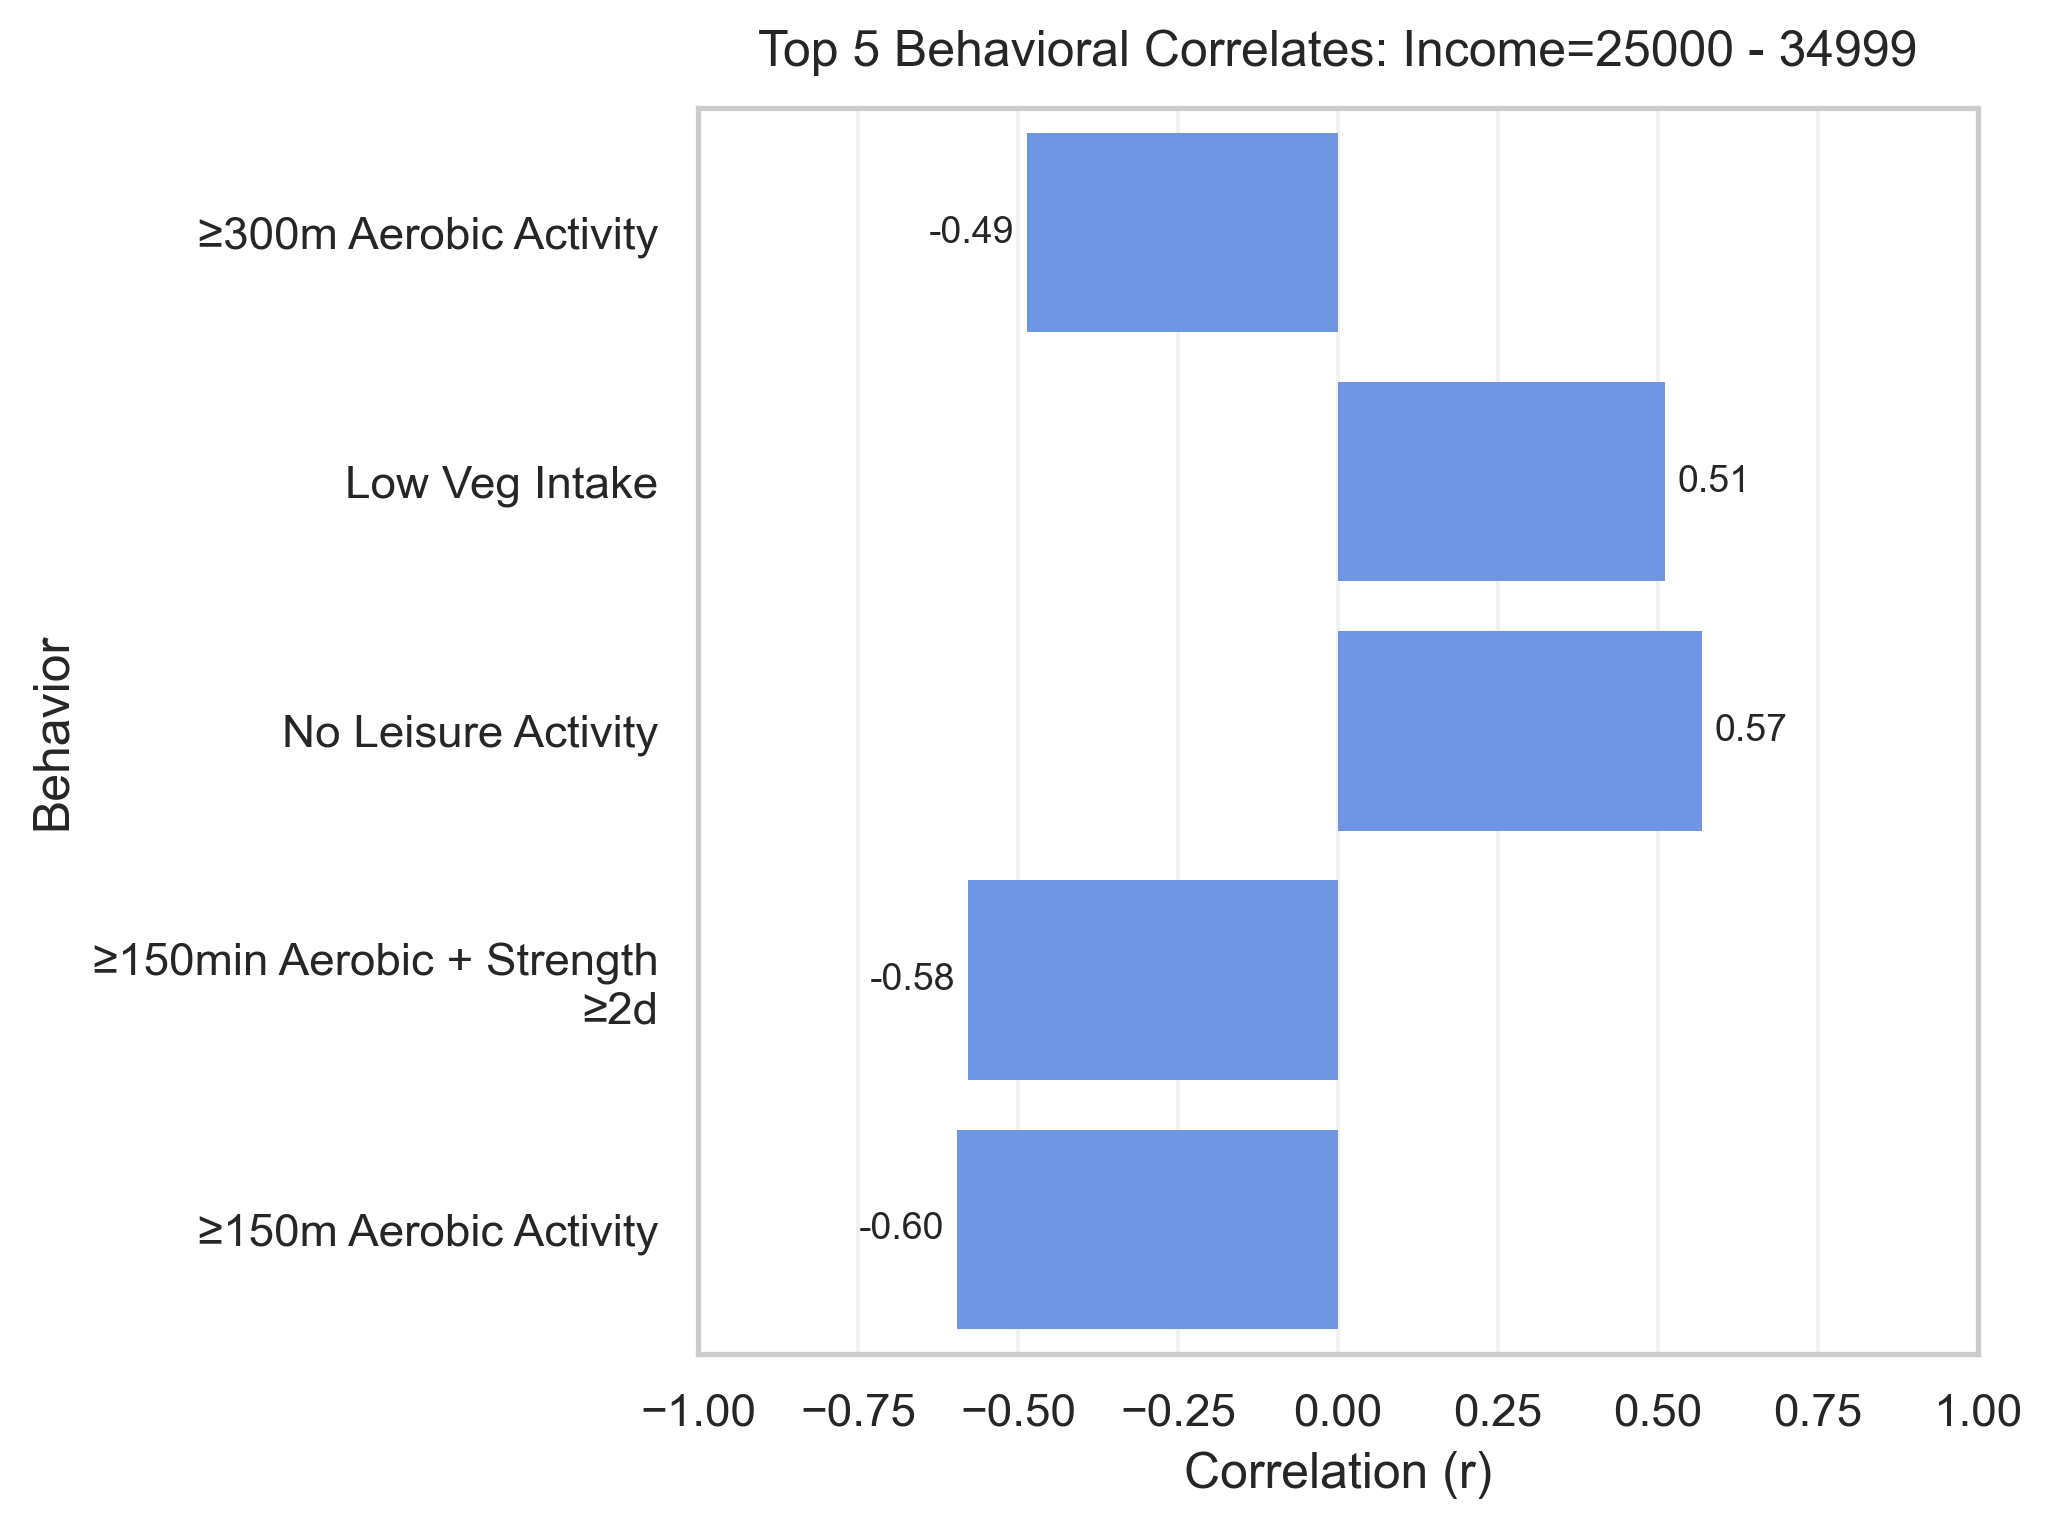 Top 5 Behavioral Correlates: Income=25000 - 34999
Behavior
≥300m Aerobic Activity
-0.49
Low Veg Intake
0.51
No Leisure Activity
0.57
≥150min Aerobic + Strength
≥2d
-0.58
≥150m Aerobic Activity
-0.60
−1.00 −0.75 −0.50 −0.25 0.00 0.25 0.50 0.75 1.00
Correlation (r)